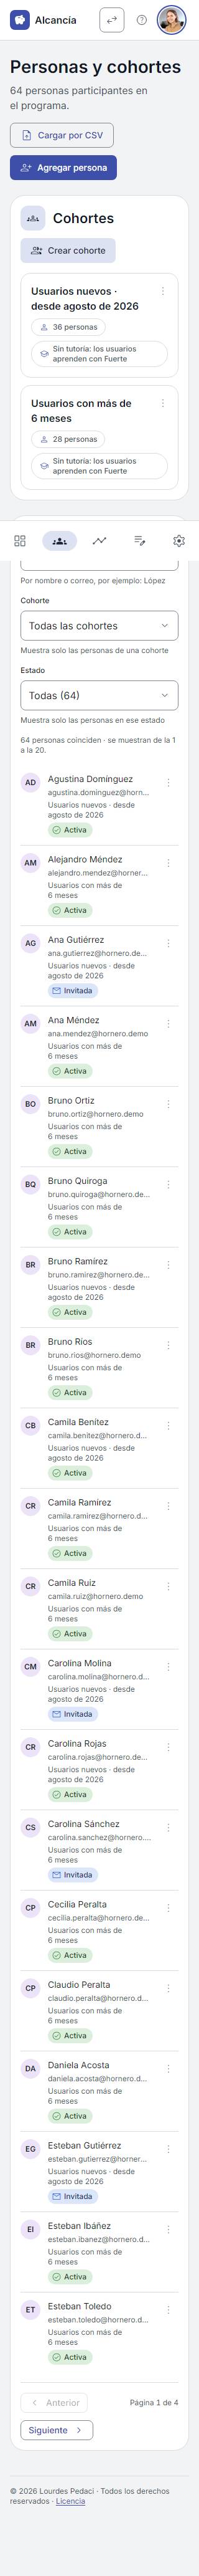 Alcancía
Personas y cohortes
64 personas participantes en
el programa.
Cargar por CSV
Agregar persona
Cohortes
Crear cohorte
Usuarios nuevos ·
desde agosto de 2026
36 personas
Sin tutoría: los usuarios
aprenden con Fuerte
Usuarios con más de
6 meses
28 personas
Sin tutoría: los usuarios
aprenden con Fuerte
Por nombre o correo, por ejemplo: López
Cohorte
Todas las cohortes
Muestra solo las personas de una cohorte
Estado
Todas (64)
Muestra solo las personas en ese estado
64 personas coinciden · se muestran de la 1
a la 20.
AD
Agustina Domínguez
agustina.dominguez@horn...
Usuarios nuevos · desde
agosto de 2026
Activa
AM
Alejandro Méndez
alejandro.mendez@horner...
Usuarios con más de
6 meses
Activa
AG
Ana Gutiérrez
ana.gutierrez@hornero.de...
Usuarios nuevos · desde
agosto de 2026
Invitada
AM
Ana Méndez
ana.mendez@hornero.demo
Usuarios con más de
6 meses
Activa
BO
Bruno Ortiz
bruno.ortiz@hornero.demo
Usuarios con más de
6 meses
Activa
BQ
Bruno Quiroga
bruno.quiroga@hornero.de...
Usuarios con más de
6 meses
Activa
BR
Bruno Ramírez
bruno.ramirez@hornero.de...
Usuarios nuevos · desde
agosto de 2026
Activa
BR
Bruno Ríos
bruno.rios@hornero.demo
Usuarios con más de
6 meses
Activa
CB
Camila Benítez
camila.benitez@hornero.d...
Usuarios nuevos · desde
agosto de 2026
Activa
CR
Camila Ramírez
camila.ramirez@hornero.d...
Usuarios con más de
6 meses
Activa
CR
Camila Ruiz
camila.ruiz@hornero.demo
Usuarios con más de
6 meses
Activa
CM
Carolina Molina
carolina.molina@hornero.d...
Usuarios nuevos · desde
agosto de 2026
Invitada
CR
Carolina Rojas
carolina.rojas@hornero.de...
Usuarios nuevos · desde
agosto de 2026
Activa
CS
Carolina Sánchez
carolina.sanchez@hornero....
Usuarios con más de
6 meses
Invitada
CP
Cecilia Peralta
cecilia.peralta@hornero.de...
Usuarios con más de
6 meses
Activa
CP
Claudio Peralta
claudio.peralta@hornero.d...
Usuarios con más de
6 meses
Activa
DA
Daniela Acosta
daniela.acosta@hornero.d...
Usuarios con más de
6 meses
Activa
EG
Esteban Gutiérrez
esteban.gutierrez@horner...
Usuarios nuevos · desde
agosto de 2026
Invitada
EI
Esteban Ibáñez
esteban.ibanez@hornero.d...
Usuarios con más de
6 meses
Activa
ET
Esteban Toledo
esteban.toledo@hornero.d...
Usuarios con más de
6 meses
Activa
Anterior
Página 1 de 4
Siguiente
© 2026 Lourdes Pedaci · Todos los derechos
reservados · Licencia